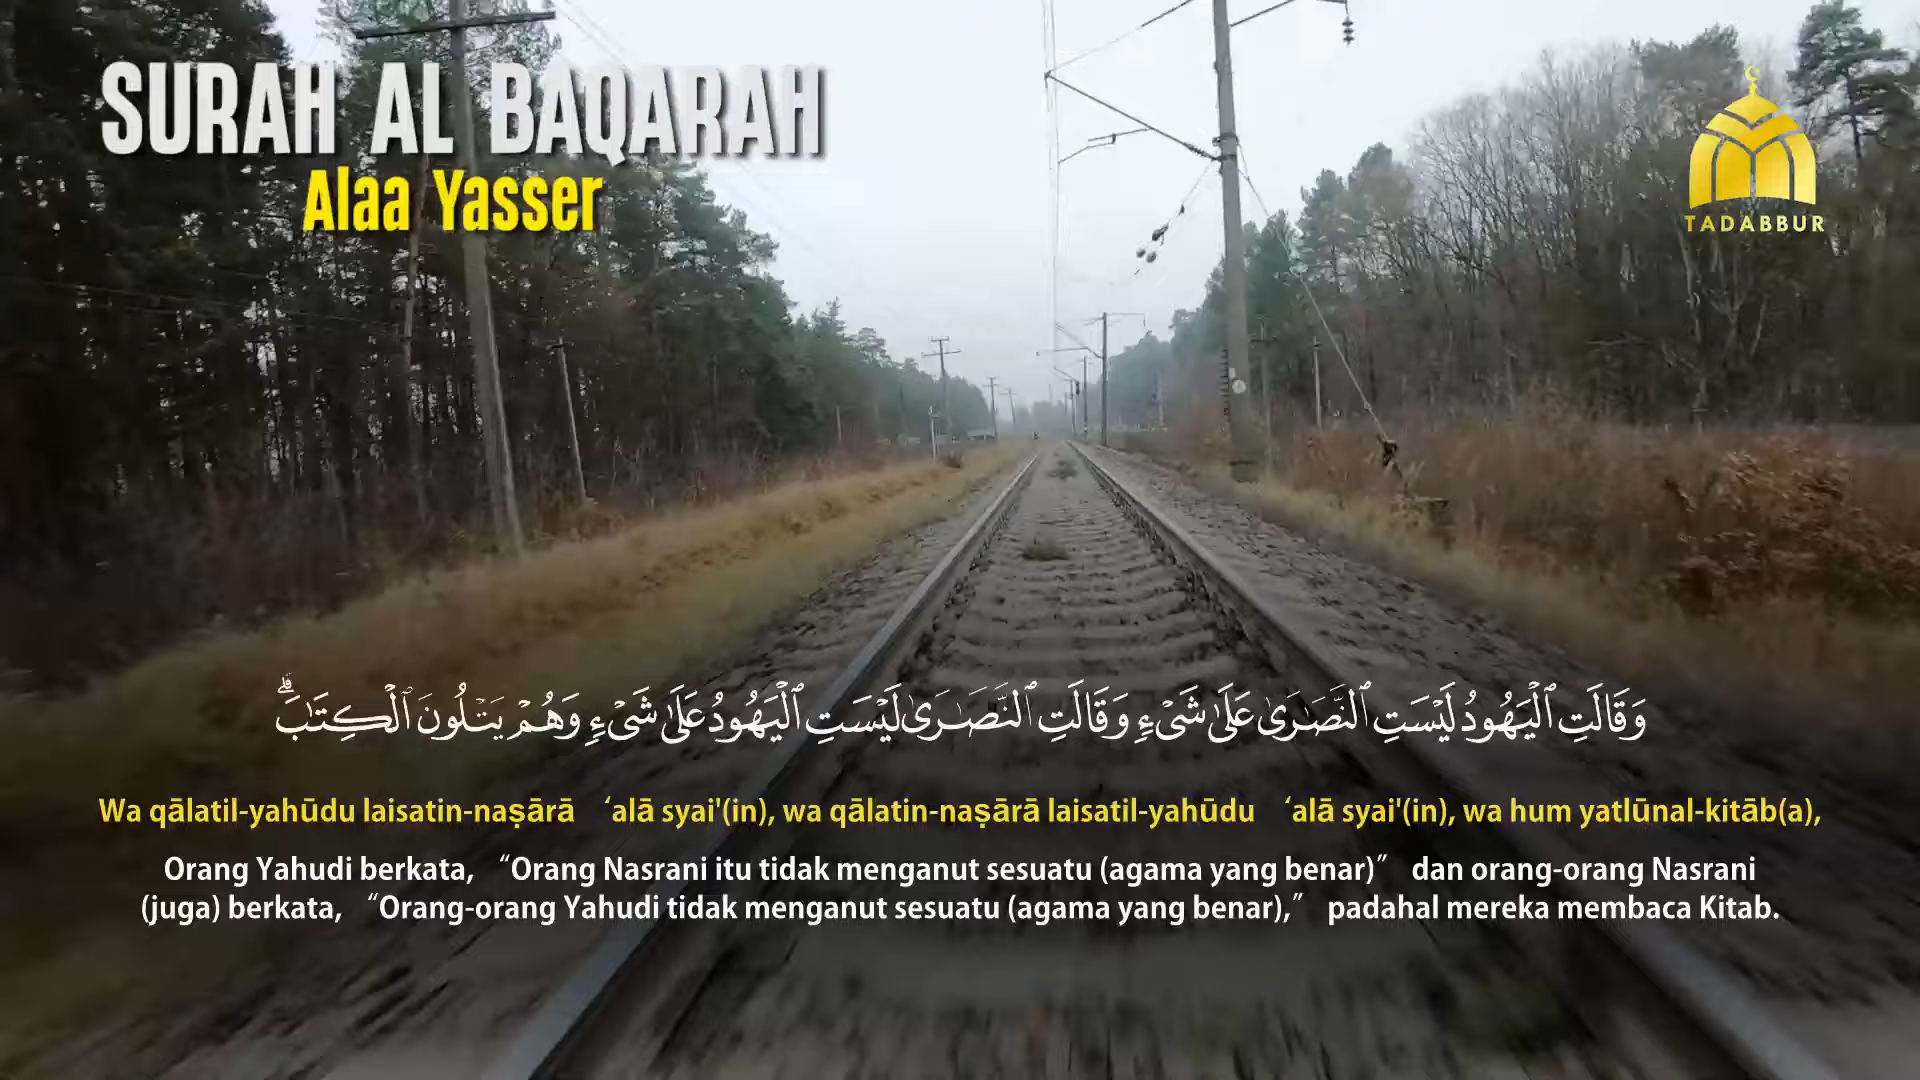 SURAH AL BAQARAH
Alaa Yasser
TADABBUR
وَقَالَتِ ٱلْيَهُودُ لَيْسَتِ ٱلنَّصَـٰرَىٰ عَلَىٰ شَىْءٍ وَقَالَتِ ٱلنَّصَـٰرَىٰ لَيْسَتِ ٱلْيَهُودُ عَلَىٰ شَىْءٍ وَهُمْ يَتْلُونَ ٱلْكِتَـٰبَ ۗ
Wa qālatil-yahūdu laisatin-naṣārā ‘alā syai'(in), wa qālatin-naṣārā laisatil-yahūdu ‘alā syai'(in), wa hum yatlūnal-kitāb(a),
Orang Yahudi berkata, “Orang Nasrani itu tidak menganut sesuatu (agama yang benar)” dan orang-orang Nasrani
(juga) berkata, “Orang-orang Yahudi tidak menganut sesuatu (agama yang benar),” padahal mereka membaca Kitab.